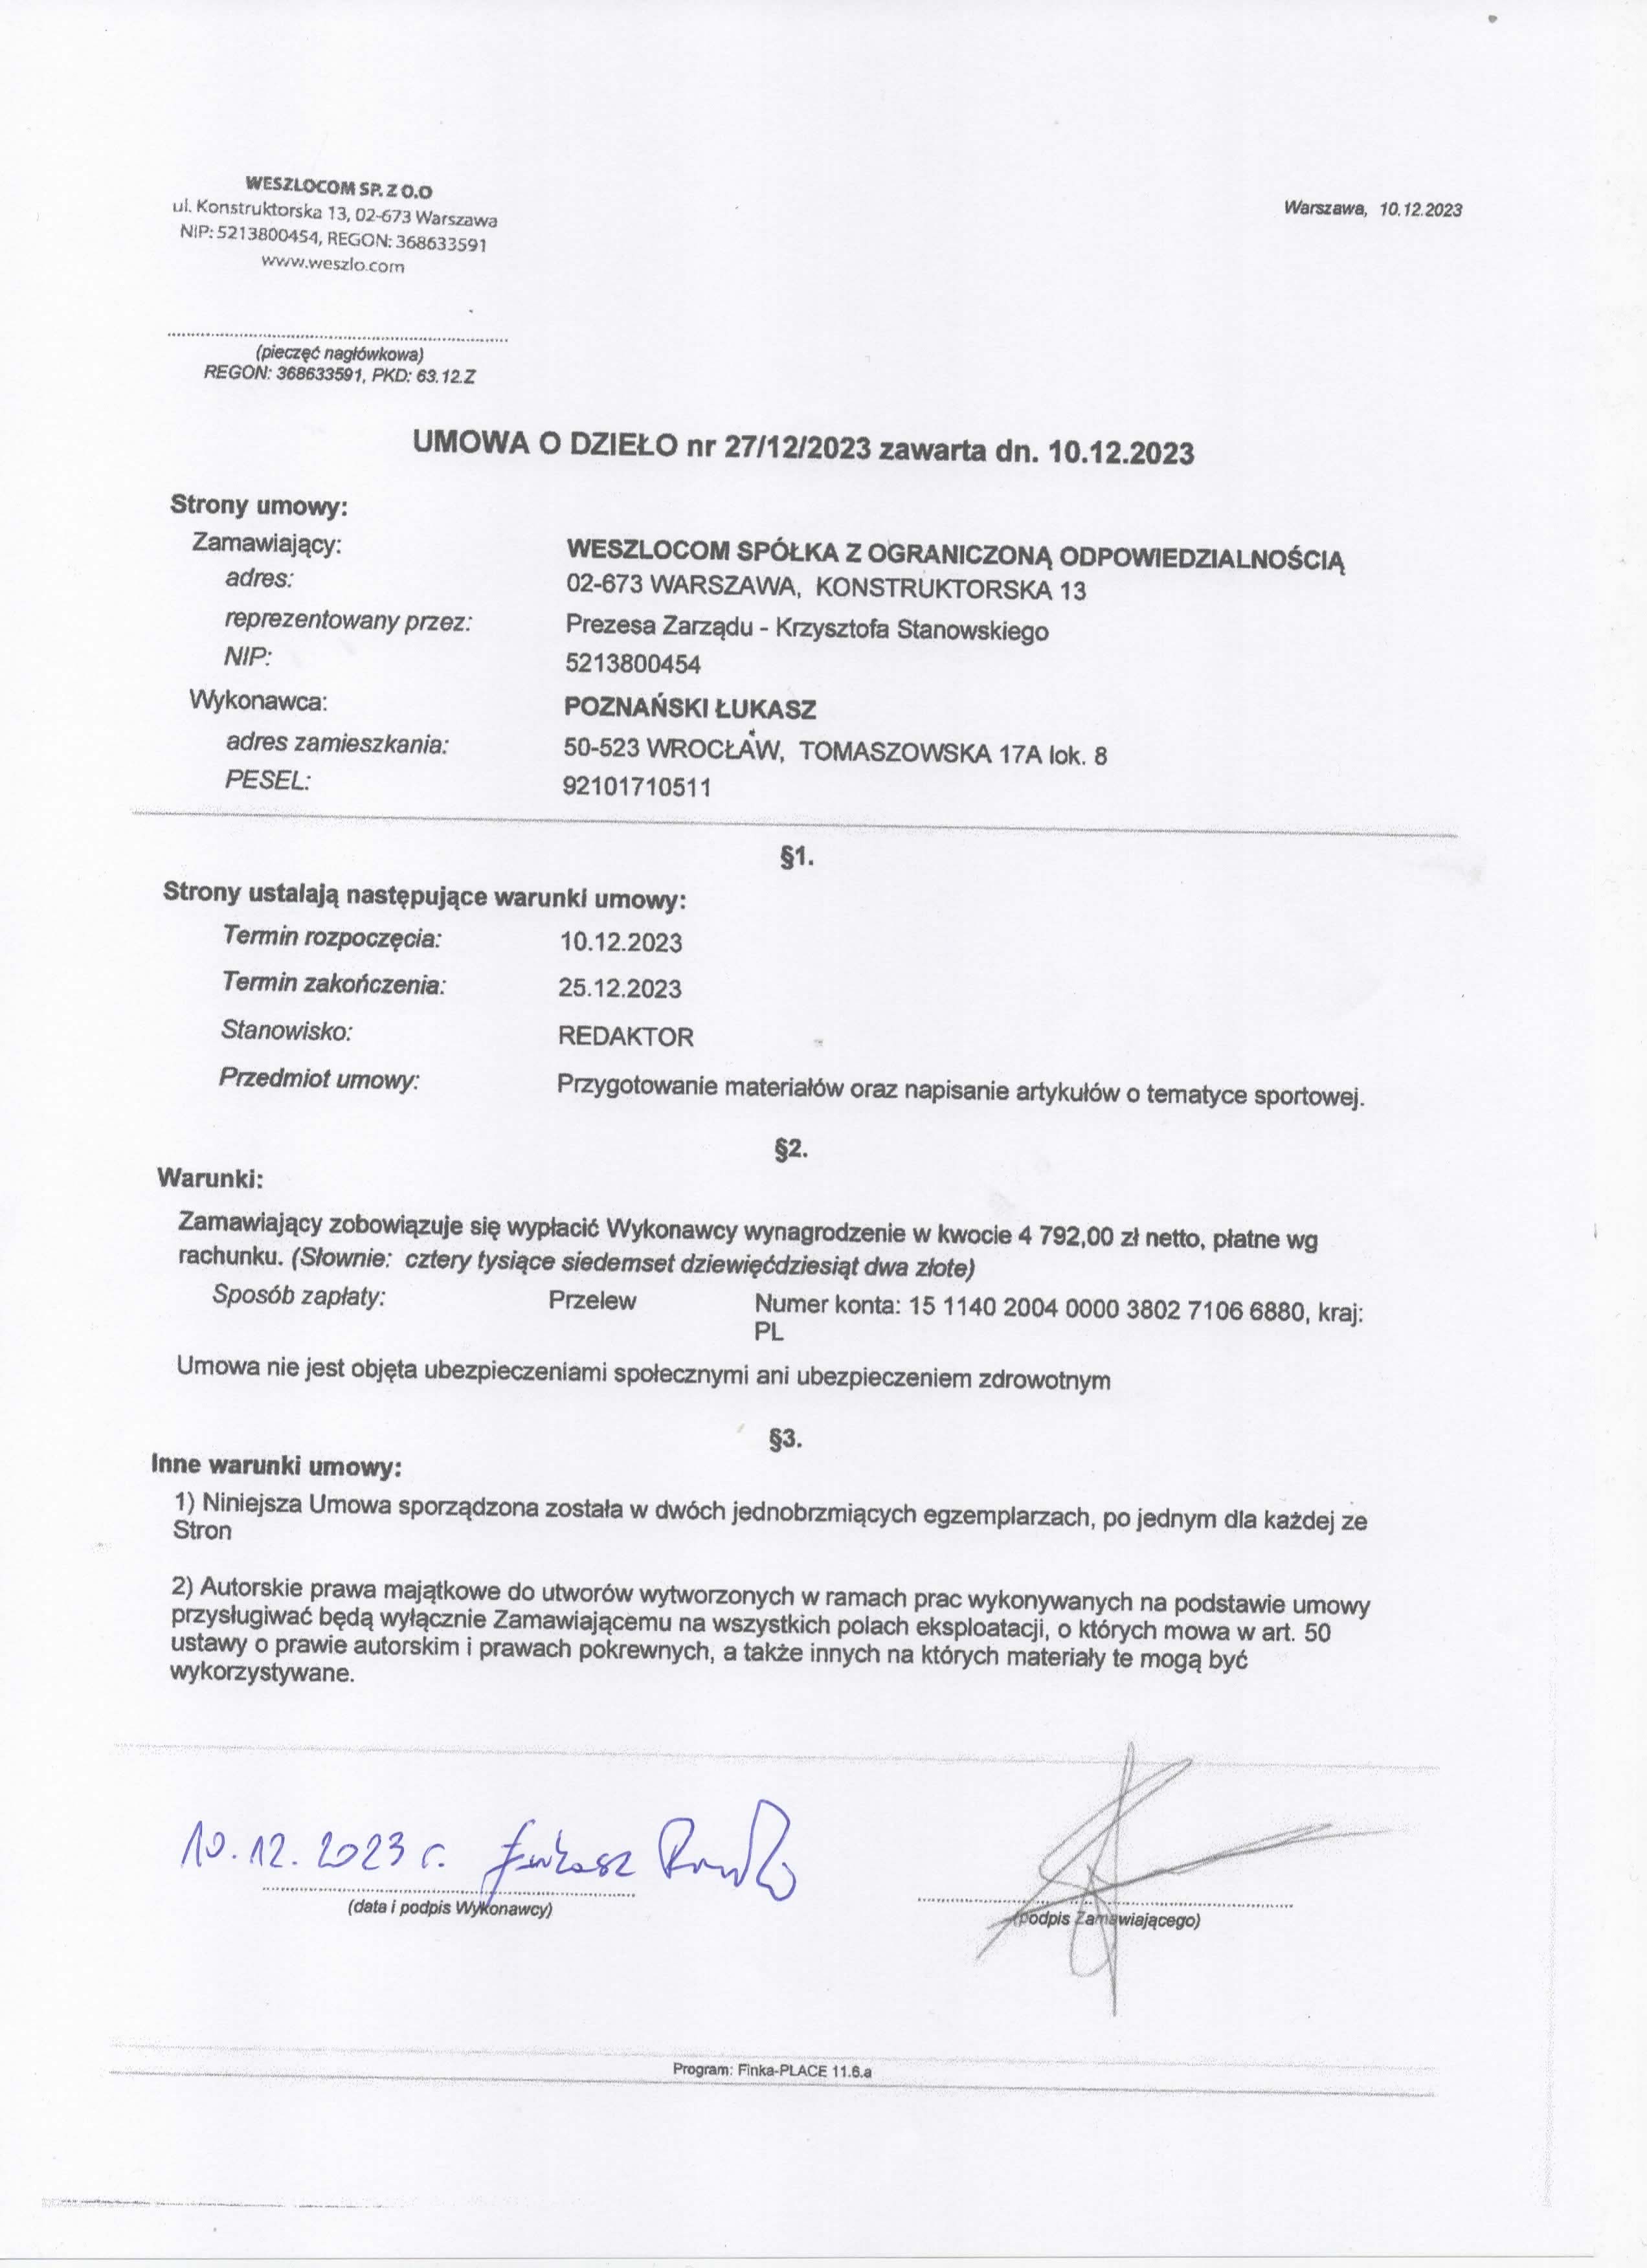 WESZLOCOM SP. Z O.O
ul. Konstruktorska 13, 02-673 Warszawa
NIP: 5213800454, REGON: 368633591
www.weszlo.com
Warszawa, 10.12.2023
(pieczęć nagłówkowa)
REGON: 368633591, PKD: 63.12.Z
UMOWA O DZIEŁO nr 27/12/2023 zawarta dn. 10.12.2023
Strony umowy:
Zamawiający: WESZLOCOM SPÓŁKA Z OGRANICZONĄ ODPOWIEDZIALNOŚCIĄ
adres: 02-673 WARSZAWA, KONSTRUKTORSKA 13
reprezentowany przez: Prezesa Zarządu - Krzysztofa Stanowskiego
NIP: 5213800454
Wykonawca: POZNAŃSKI ŁUKASZ
adres zamieszkania: 50-523 WROCŁAW, TOMASZOWSKA 17A lok. 8
PESEL: 92101710511
§1.
Strony ustalają następujące warunki umowy:
Termin rozpoczęcia: 10.12.2023
Termin zakończenia: 25.12.2023
Stanowisko: REDAKTOR
Przedmiot umowy: Przygotowanie materiałów oraz napisanie artykułów o tematyce sportowej.
§2.
Warunki:
Zamawiający zobowiązuje się wypłacić Wykonawcy wynagrodzenie w kwocie 4 792,00 zł netto, płatne wg
rachunku. (Słownie: cztery tysiące siedemset dziewięćdziesiąt dwa złote)
Sposób zapłaty: Przelew Numer konta: 15 1140 2004 0000 3802 7106 6880, kraj:
PL
Umowa nie jest objęta ubezpieczeniami społecznymi ani ubezpieczeniem zdrowotnym
§3.
Inne warunki umowy:
1) Niniejsza Umowa sporządzona została w dwóch jednobrzmiących egzemplarzach, po jednym dla każdej ze
Stron
2) Autorskie prawa majątkowe do utworów wytworzonych w ramach prac wykonywanych na podstawie umowy
przysługiwać będą wyłącznie Zamawiającemu na wszystkich polach eksploatacji, o których mowa w art. 50
ustawy o prawie autorskim i prawach pokrewnych, a także innych na których materiały te mogą być
wykorzystywane.
10.12.2023 r. Łukasz
(data i podpis Wykonawcy)
(podpis Zamawiającego)
Program: Finka-PLACE 11.6.a